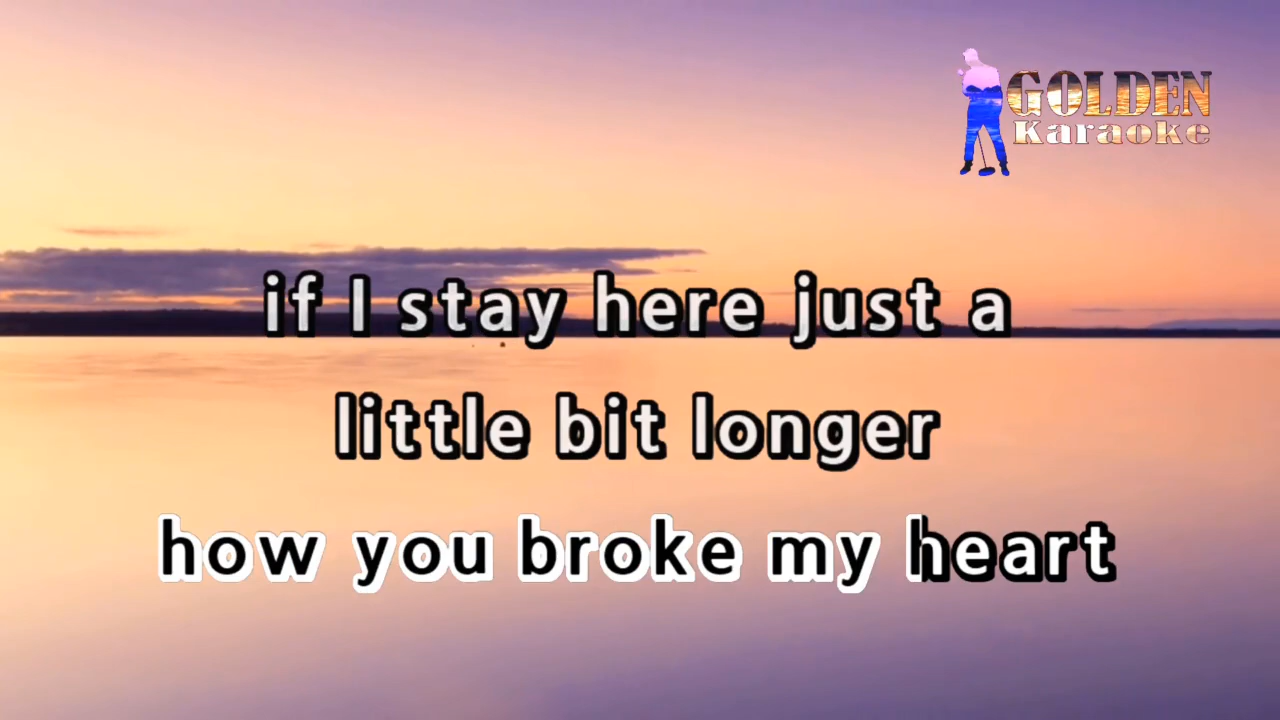 GOLDEN
Karaoke
if I stay here just a
little bit longer
how you broke my heart